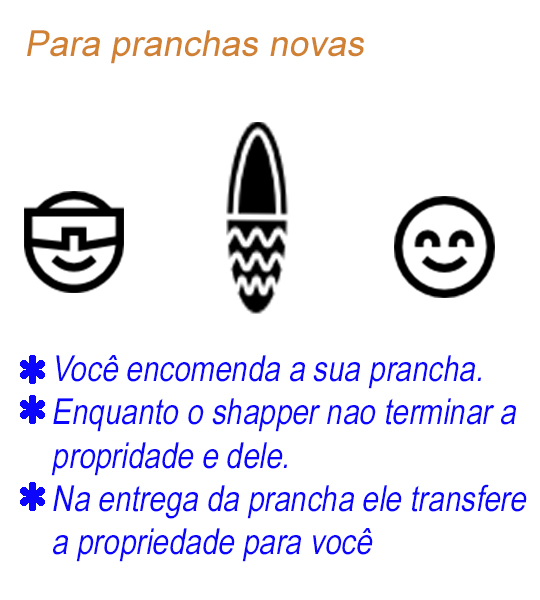 Para pranchas novas
Você encomenda a sua prancha.
Enquanto o shapper nao terminar a
propridade e dele.
Na entrega da prancha ele transfere
a propriedade para você